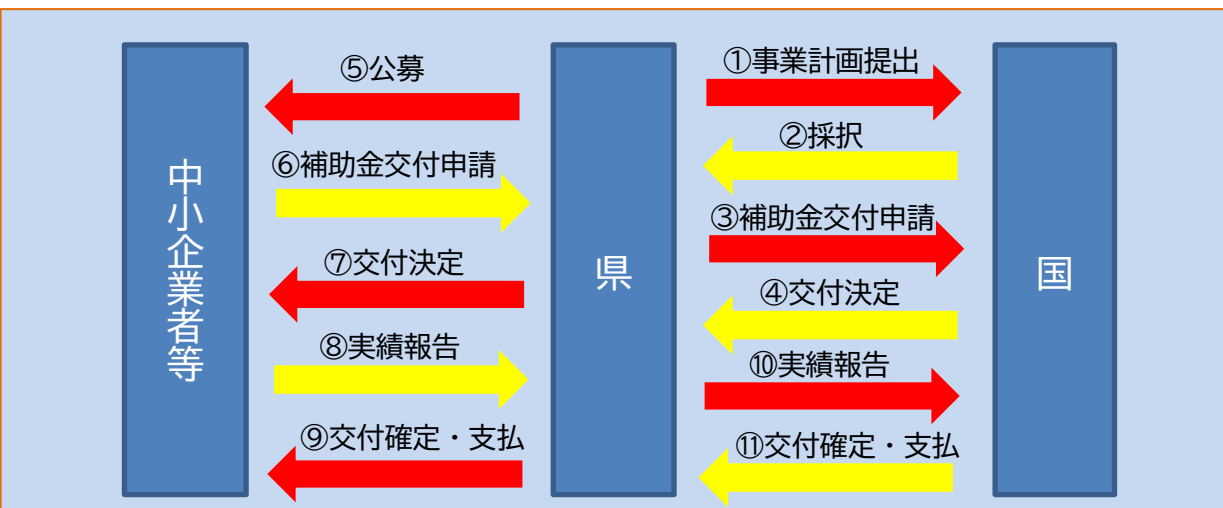 中小企業者等
⑤公募
⑥補助金交付申請
⑦交付決定
⑧実績報告
⑨交付確定・支払
県
①事業計画提出
②採択
③補助金交付申請
④交付決定
⑩実績報告
⑪交付確定・支払
国